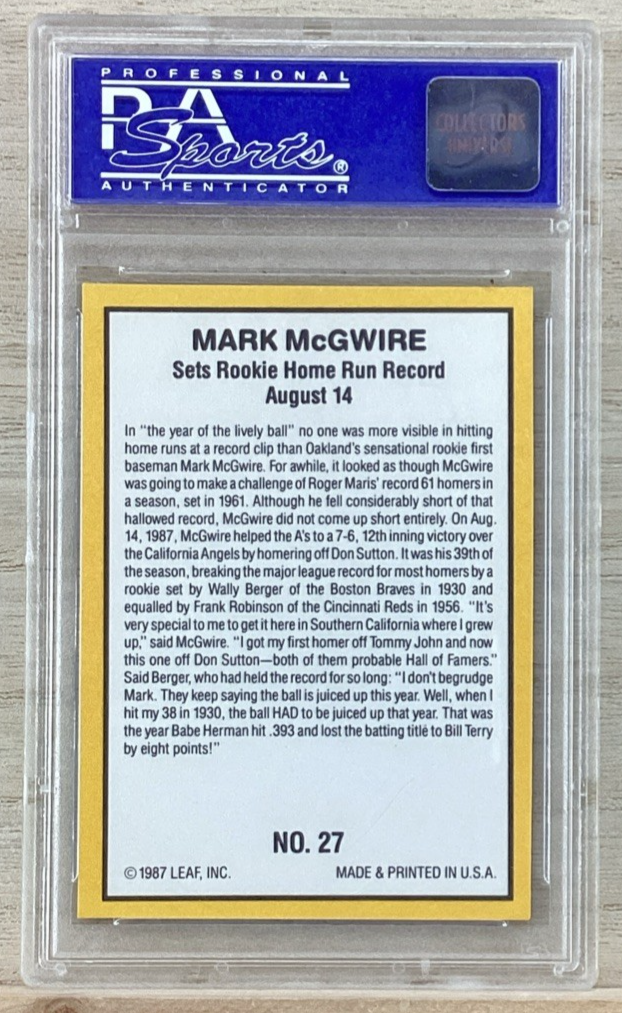 PROFESSIONAL
PSA
Sports®
AUTHENTICATOR
COLLECTORS
UNIVERSE
MARK McGWIRE
Sets Rookie Home Run Record
August 14
In "the year of the lively ball" no one was more visible in hitting
home runs at a record clip than Oakland's sensational rookie first
baseman Mark McGwire. For awhile, it looked as though McGwire
was going to make a challenge of Roger Maris' record 61 homers in
a season, set in 1961. Although he fell considerably short of that
hallowed record, McGwire did not come up short entirely. On Aug.
14, 1987, McGwire helped the A's to a 7-6, 12th inning victory over
the California Angels by homering off Don Sutton. It was his 39th of
the season, breaking the major league record for most homers by a
rookie set by Wally Berger of the Boston Braves in 1930 and
equalled by Frank Robinson of the Cincinnati Reds in 1956. "It's
very special to me to get it here in Southern California where I grew
up," said McGwire. "I got my first homer off Tommy John and now
this one off Don Sutton—both of them probable Hall of Famers."
Said Berger, who had held the record for so long: "I don't begrudge
Mark. They keep saying the ball is juiced up this year. Well, when I
hit my 38 in 1930, the ball HAD to be juiced up that year. That was
the year Babe Herman hit .393 and lost the batting title to Bill Terry
by eight points!"
NO. 27
© 1987 LEAF, INC. MADE & PRINTED IN U.S.A.